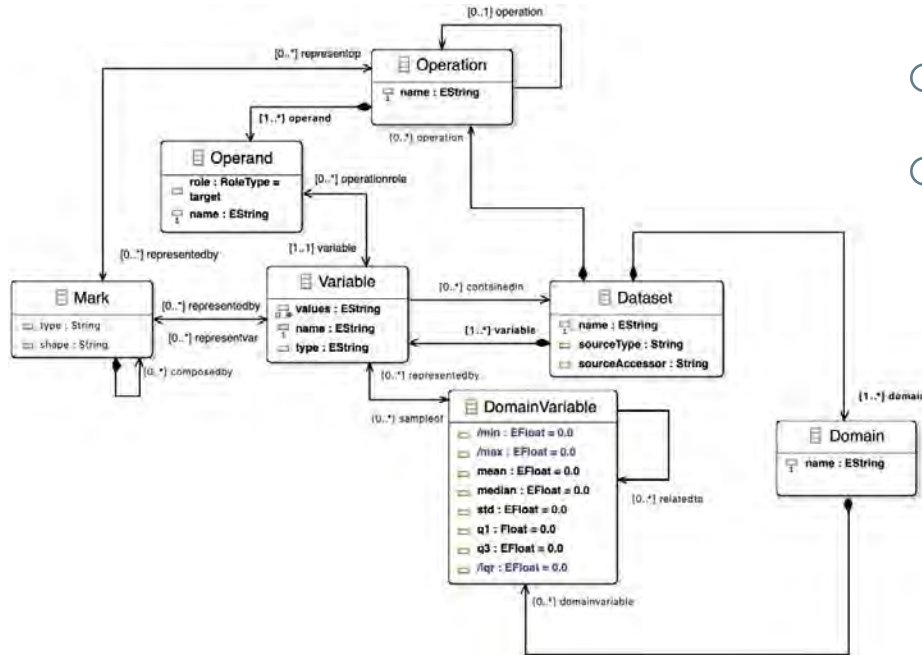 [0..1] operation
[0..*] representop
Operation
name : EString
[1..*] operand
[0..*] operation
Operand
role : RoleType =
target
name : EString
[0..*] operationrole
[0..*] representedby
[1..1] variable
Mark
type : String
shape : String
[0..*] representedby
[0..*] representvar
[0..*] composedby
Variable
values : EString
name : EString
type : EString
[0..*] containedin
[1..*] variable
Dataset
name : EString
sourceType : String
sourceAccessor : String
[0..*] representedby
[0..*] sampleof
DomainVariable
/min : EFloat = 0.0
/max : EFloat = 0.0
mean : EFloat = 0.0
median : EFloat = 0.0
std : EFloat = 0.0
q1 : Float = 0.0
q3 : EFloat = 0.0
/iqr : EFloat = 0.0
[0..*] relatedto
[1..*] domain
Domain
name : EString
[0..*] domainvariable